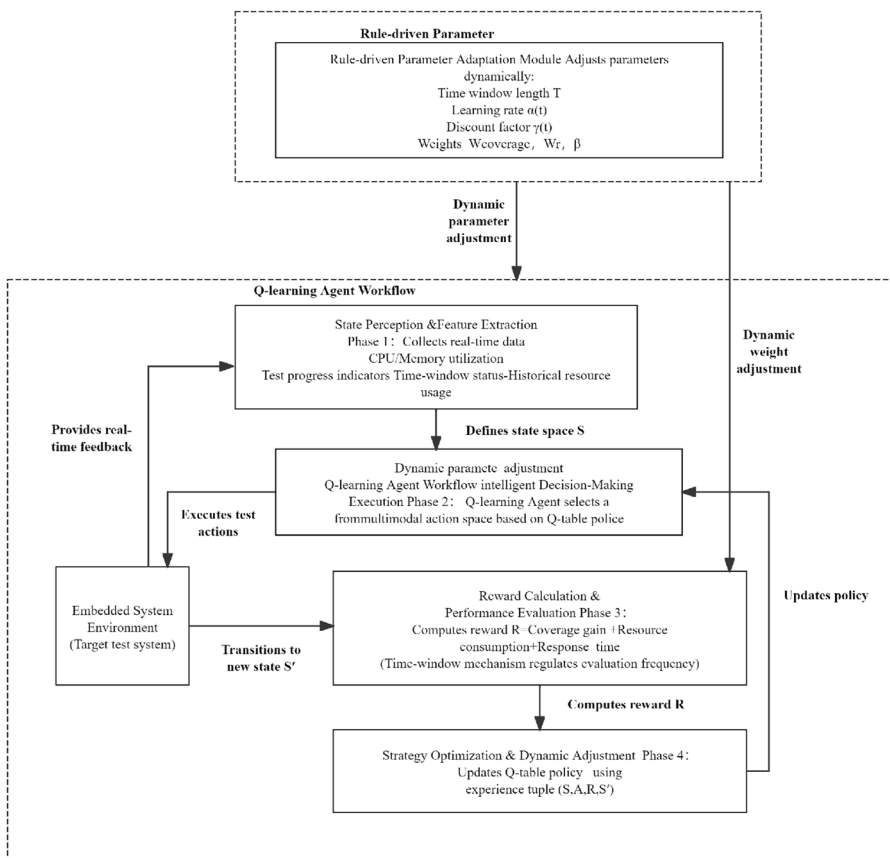 Rule-driven Parameter
Rule-driven Parameter Adaptation Module Adjusts parameters
dynamically:
Time window length T
Learning rate α(t)
Discount factor γ(t)
Weights Wcoverage，Wr，β
Dynamic
parameter
adjustment
Q-learning Agent Workflow
State Perception &Feature Extraction
Phase 1：Collects real-time data
CPU/Memory utilization
Test progress indicators Time-window status-Historical resource
usage
Dynamic
weight
adjustment
Provides real-
time feedback
Defines state space S
Dynamic paramete adjustment
Q-learning Agent Workflow intelligent Decision-Making
Execution Phase 2： Q-learning Agent selects a
frommultimodal action space based on Q-table police
Executes test
actions
Embedded System
Environment
(Target test system)
Transitions to
new state S′
Reward Calculation &
Performance Evaluation Phase 3：
Computes reward R=Coverage gain +Resource
consumption+Response time
(Time-window mechanism regulates evaluation frequency)
Updates policy
Computes reward R
Strategy Optimization & Dynamic Adjustment Phase 4：
Updates Q-table policy using
experience tuple (S,A,R,S′)